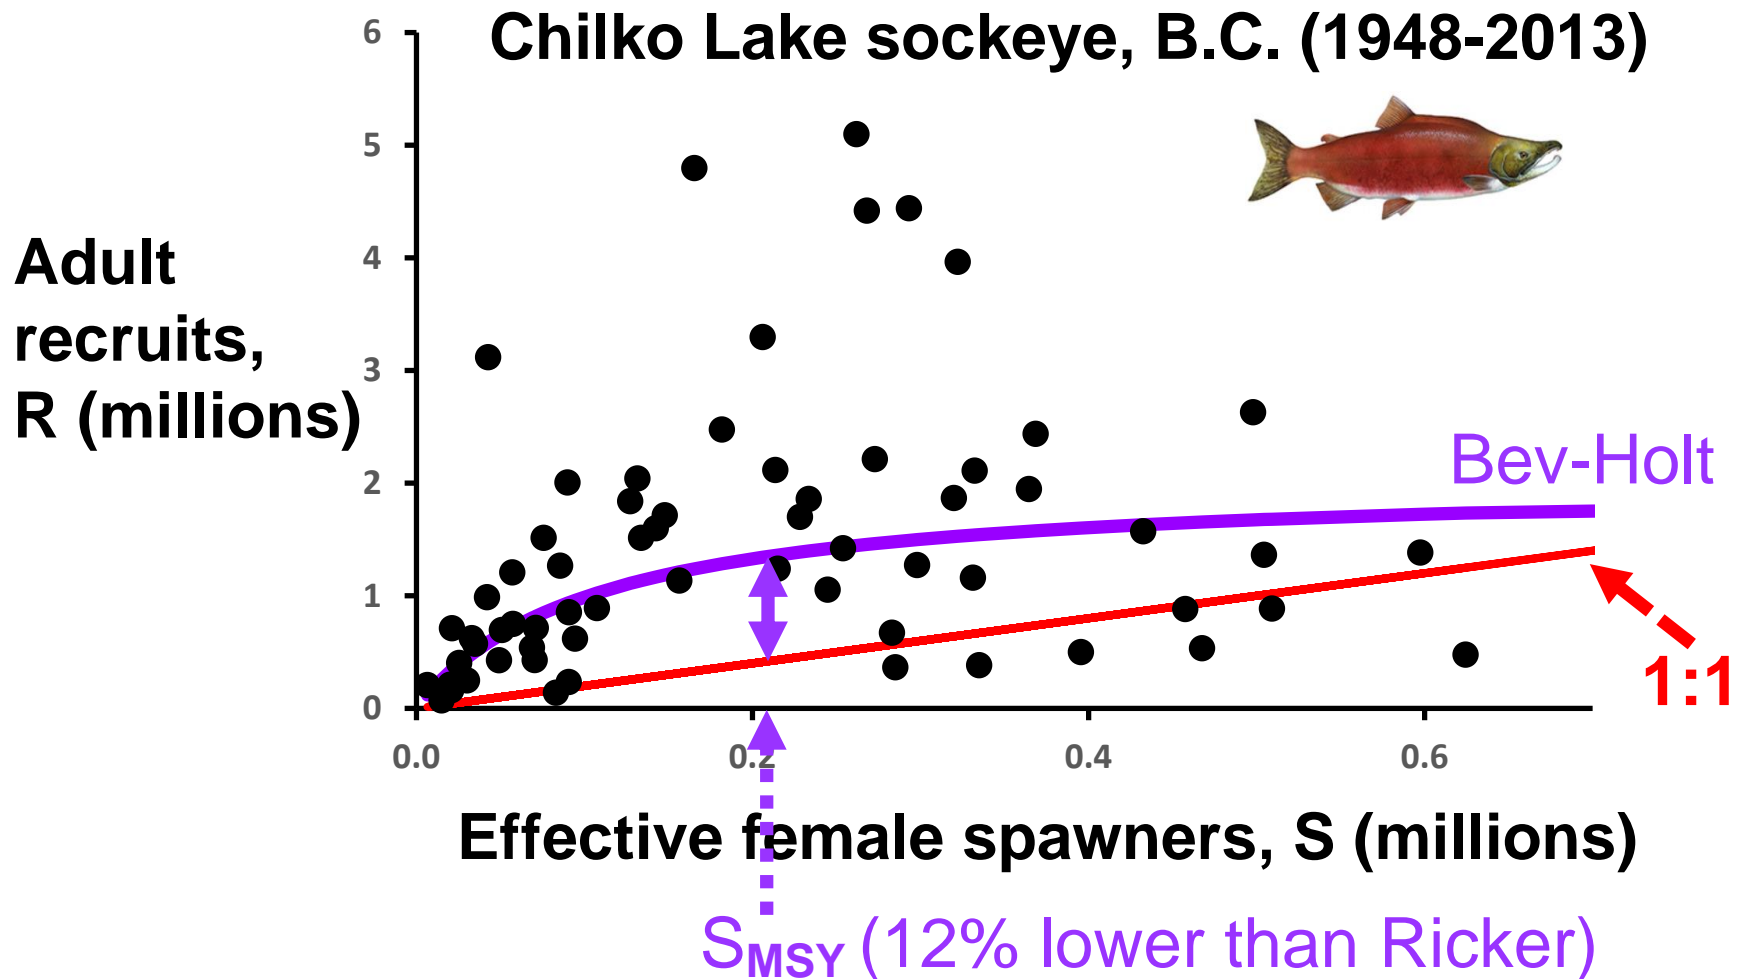 Chilko Lake sockeye, B.C. (1948-2013)
6
5
4
3
2
1
0
Adult
recruits,
R (millions)
Bev-Holt
1:1
0.0
0.2
0.4
0.6
Effective female spawners, S (millions)
SMSY (12% lower than Ricker)